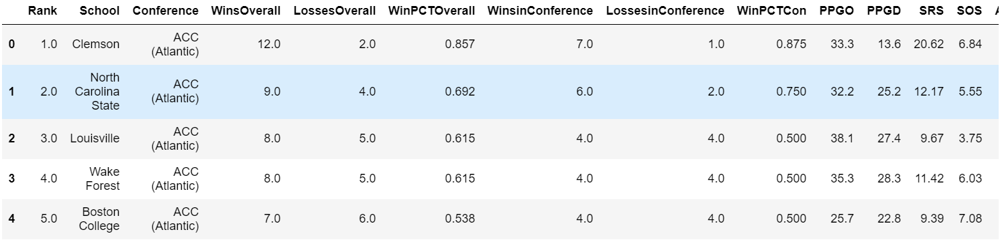 Rank School Conference WinsOverall LossesOverall WinPCTOverall WinsinConference LossesinConference WinPCTCon PPGO PPGD SRS SOS
0 1.0 Clemson ACC (Atlantic) 12.0 2.0 0.857 7.0 1.0 0.875 33.3 13.6 20.62 6.84
1 2.0 North Carolina State ACC (Atlantic) 9.0 4.0 0.692 6.0 2.0 0.750 32.2 25.2 12.17 5.55
2 3.0 Louisville ACC (Atlantic) 8.0 5.0 0.615 4.0 4.0 0.500 38.1 27.4 9.67 3.75
3 4.0 Wake Forest ACC (Atlantic) 8.0 5.0 0.615 4.0 4.0 0.500 35.3 28.3 11.42 6.03
4 5.0 Boston College ACC (Atlantic) 7.0 6.0 0.538 4.0 4.0 0.500 25.7 22.8 9.39 7.08